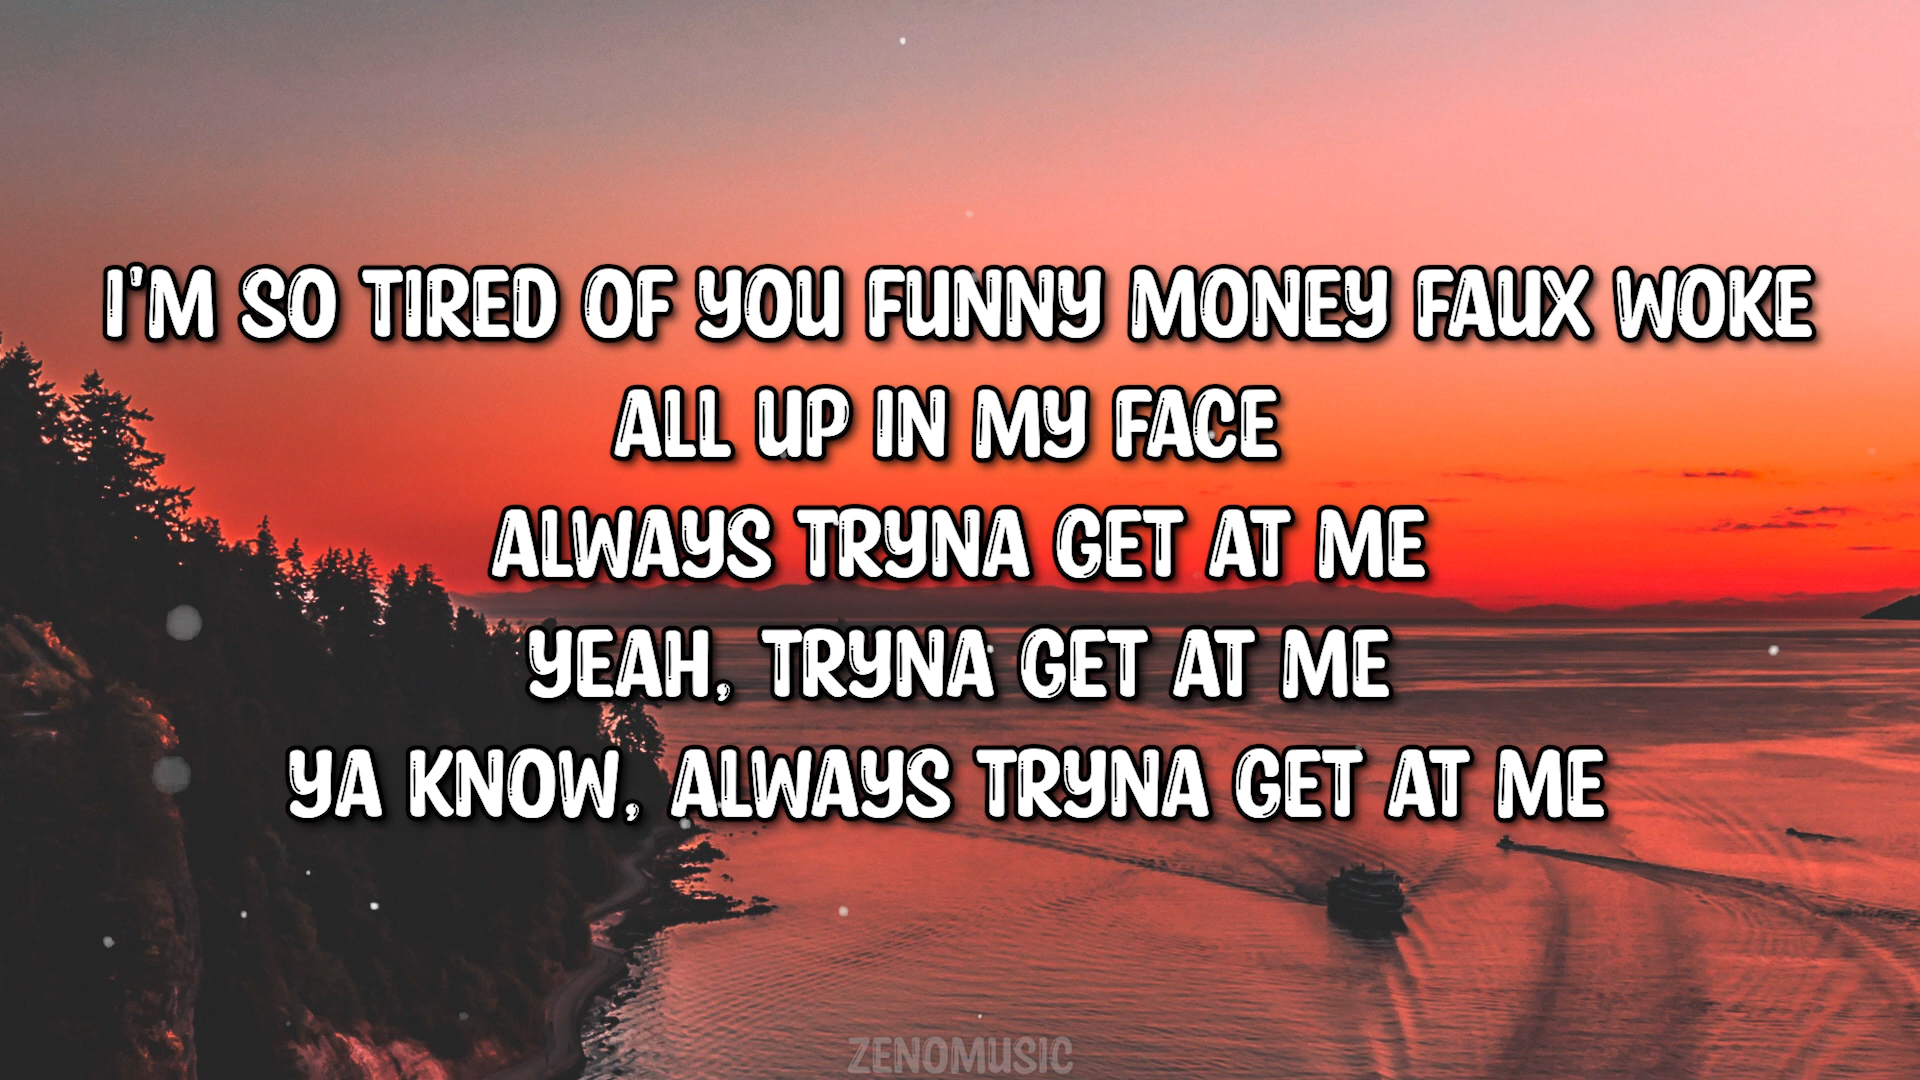 I'M SO TIRED OF YOU FUNNY MONEY FAUX WOKE
ALL UP IN MY FACE
ALWAYS TRYNA GET AT ME
YEAH, TRYNA GET AT ME
YA KNOW, ALWAYS TRYNA GET AT ME
ZENOMUSIC